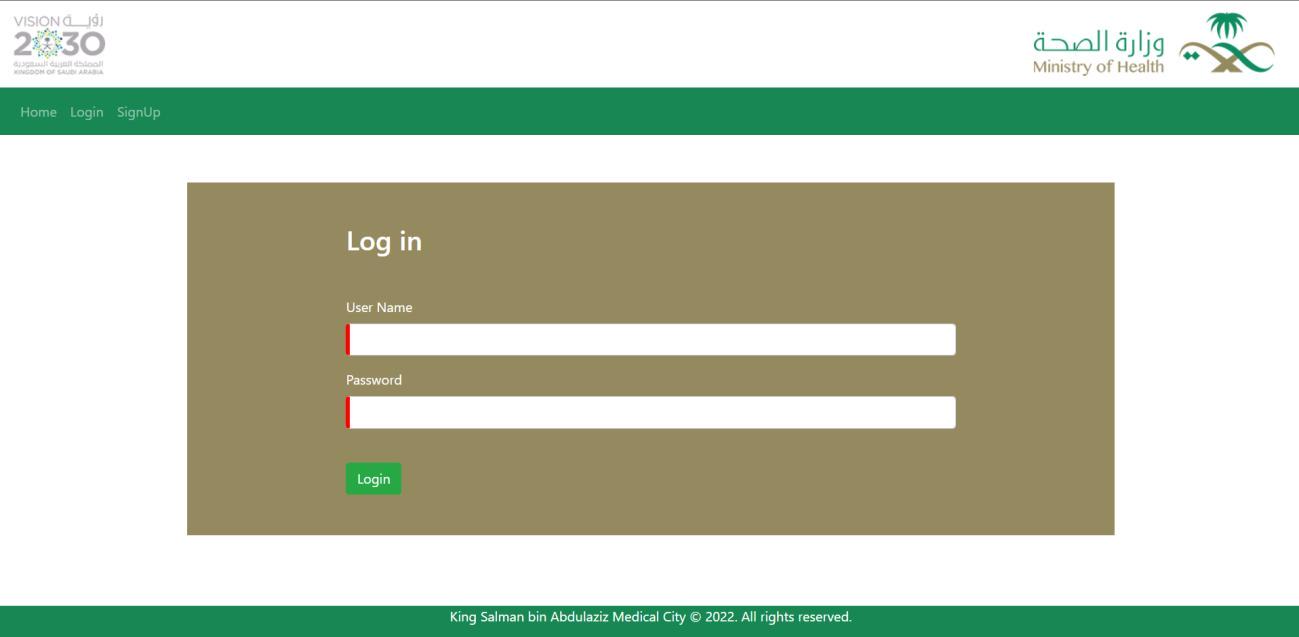 VISION رؤيــة
2030
المملكة العربية السعودية
KINGDOM OF SAUDI ARABIA
وزارة الصحة
Ministry of Health
Home Login SignUp
Log in
User Name
Password
Login
King Salman bin Abdulaziz Medical City © 2022. All rights reserved.